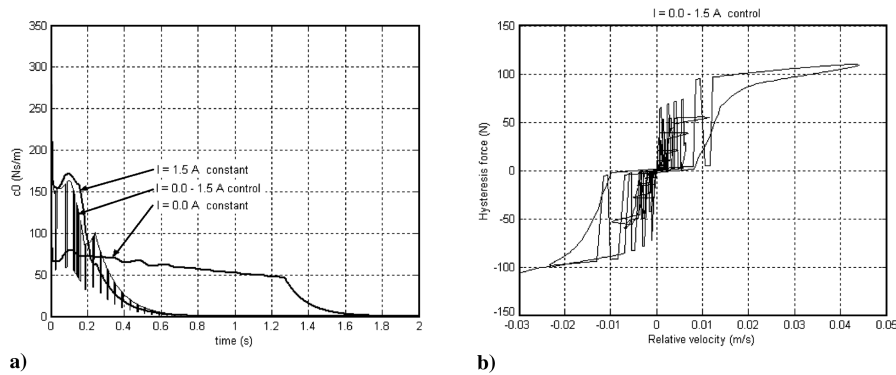 350
300
250
200
150
100
50
0
c0 (Ns/m)
I = 1.5 A constant
I = 0.0 - 1.5 A control
I = 0.0 A constant
0 0.2 0.4 0.6 0.8 1 1.2 1.4 1.6 1.8 2
time (s)
a)
I = 0.0 - 1.5 A control
150
100
50
0
-50
-100
-150
Hysteresis force (N)
-0.03 -0.02 -0.01 0 0.01 0.02 0.03 0.04 0.05
Relative velocity (m/s)
b)